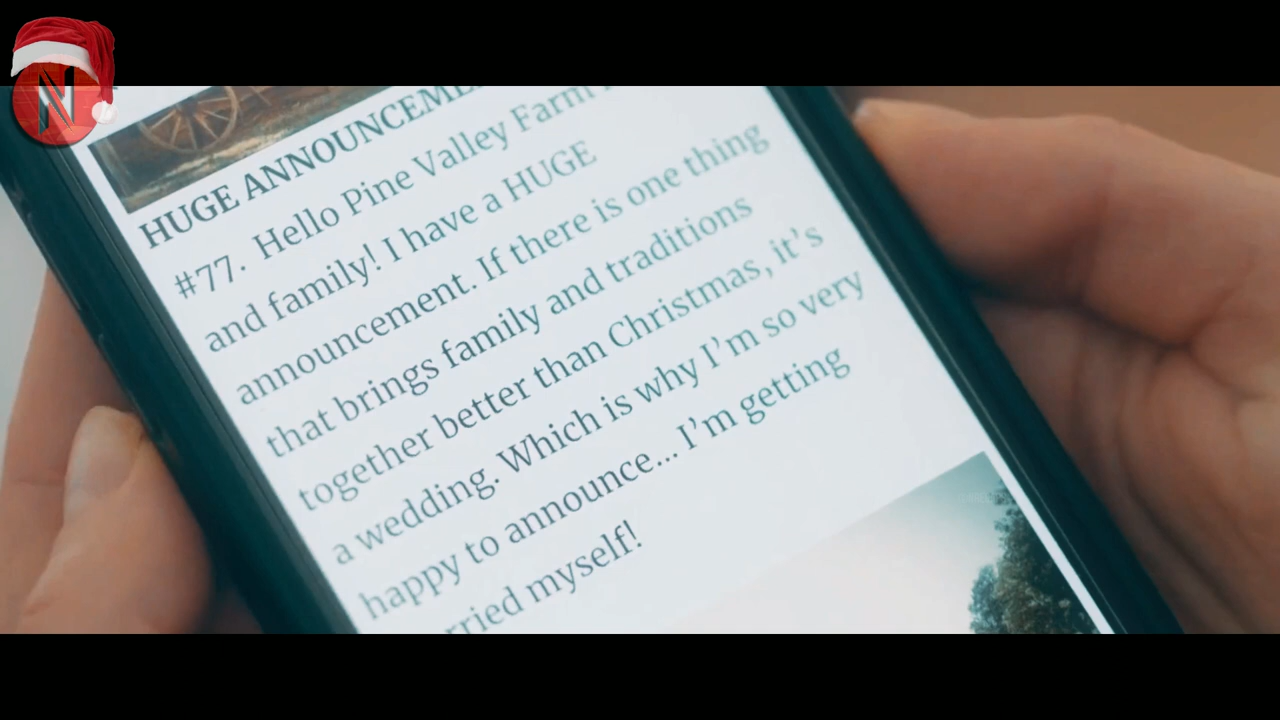 N
HUGE ANNOUNCEME
#77. Hello Pine Valley Farm
and family! I have a HUGE
announcement. If there is one thing
that brings family and traditions
together better than Christmas, it's
a wedding. Which is why I'm so very
happy to announce... I'm getting
rried myself!